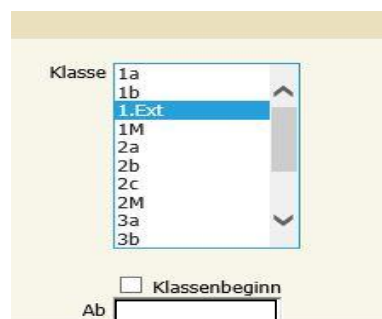 Klasse 1a
1b
1.Ext
1M
2a
2b
2c
2M
3a
3b
Klassenbeginn
Ab